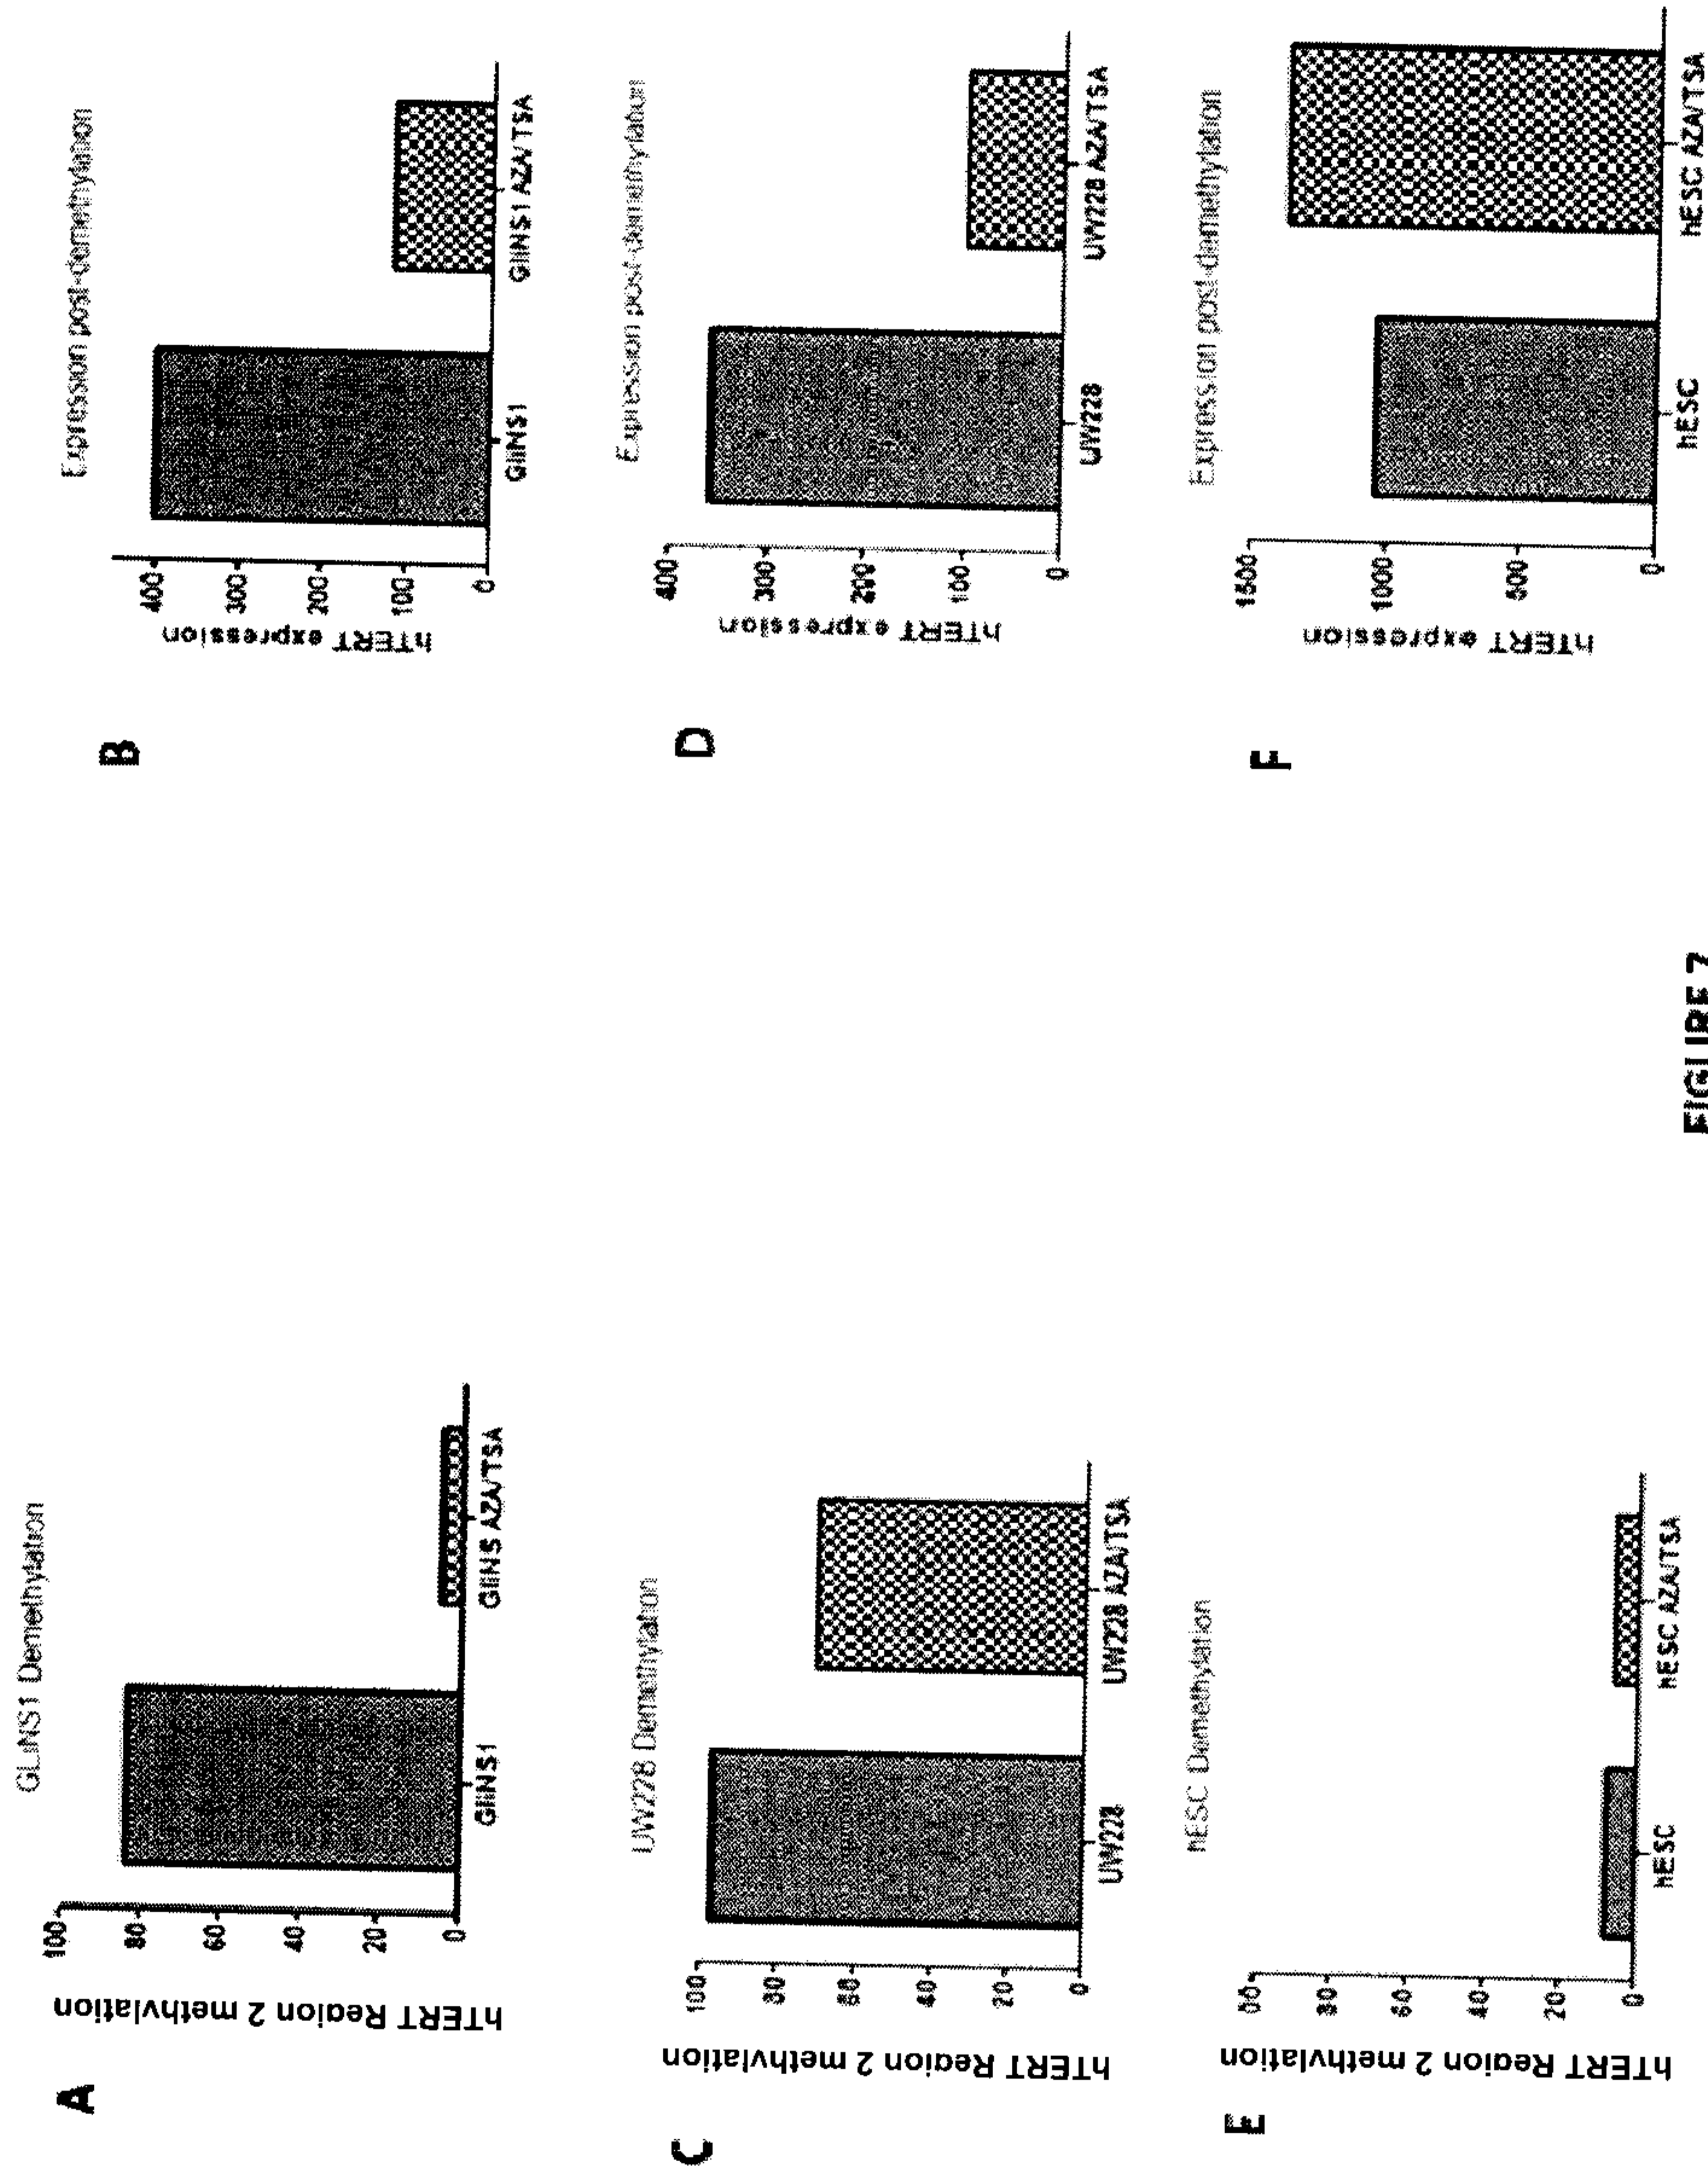 A
GLINS1 Demethylation
hTERT Region 2 methylation
100
80
60
40
20
0
GliNS1
GliNS AZA/TSA
B
Expression post-demethylation
hTERT expression
400
300
200
100
0
GliNS1
GliNS1 AZA/TSA
C
UW228 Demethylation
hTERT Region 2 methylation
100
80
60
40
20
0
UW228
UW228 AZA/TSA
D
Expression post-demethylation
hTERT expression
400
300
200
100
0
UW228
UW228 AZA/TSA
E
hESC Demethylation
hTERT Region 2 methylation
00
80
60
40
20
0
hESC
hESC AZA/TSA
F
Expression post-demethylation
hTERT expression
1500
1000
500
0
hESC
hESC AZA/TSA
FIGURE 7